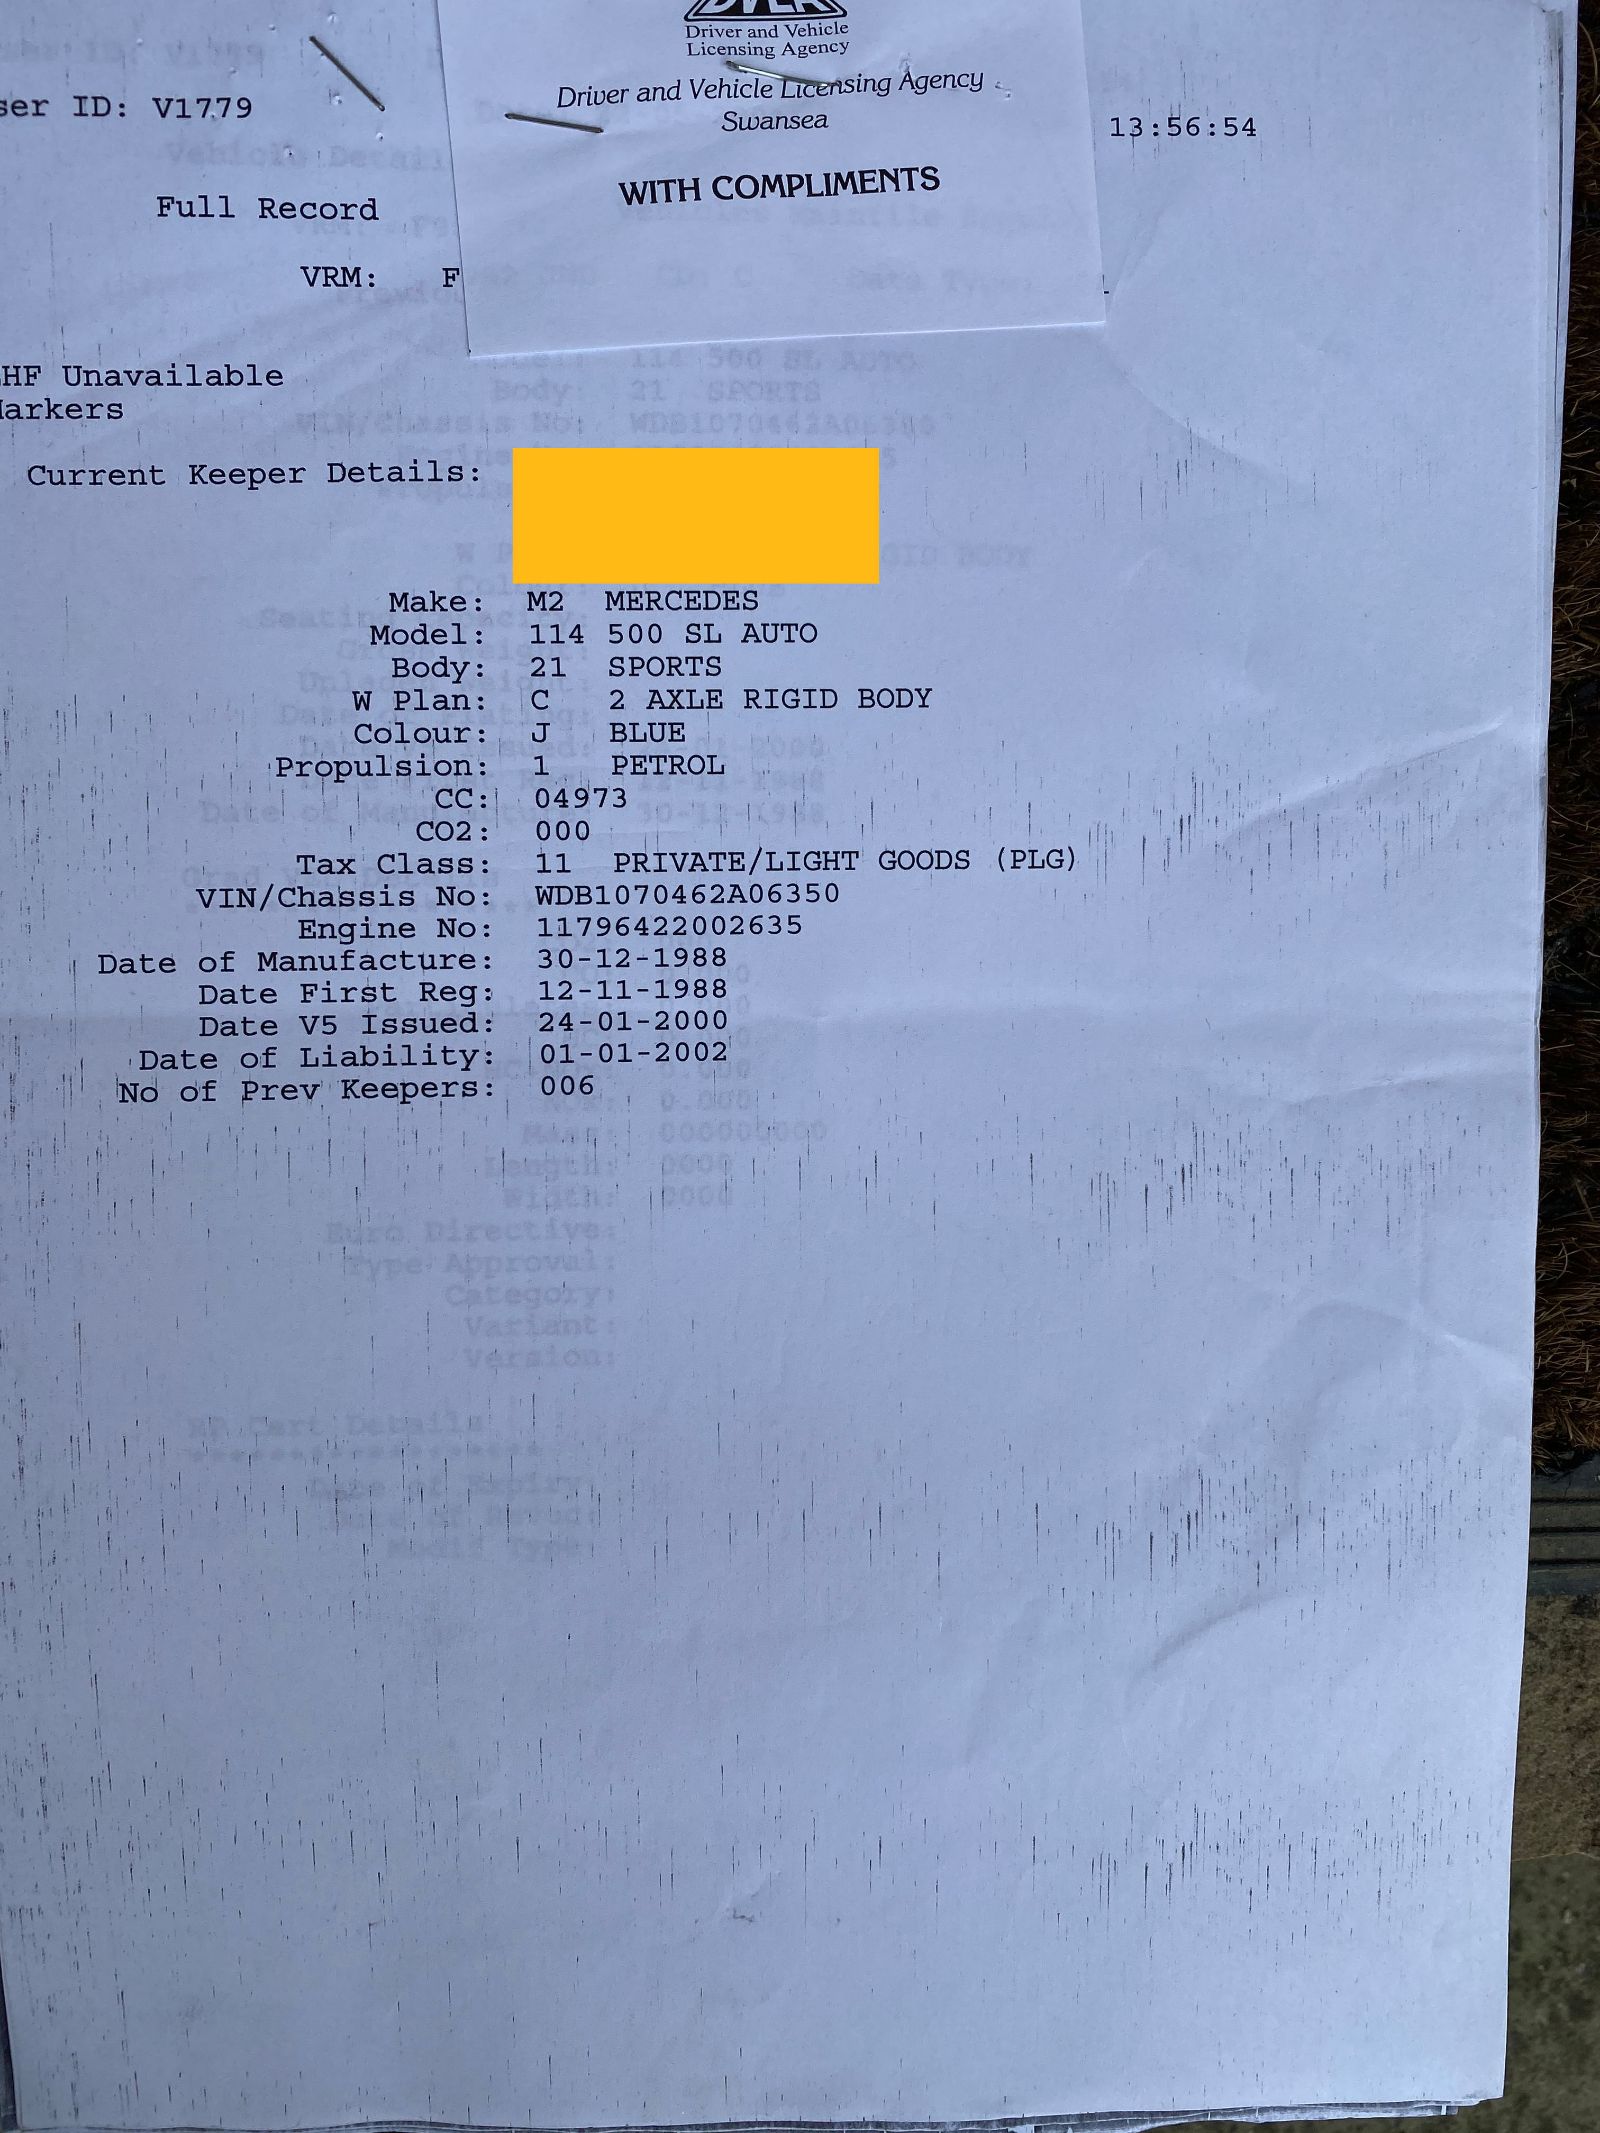 Driver and Vehicle
Licensing Agency
Driver and Vehicle Licensing Agency
Swansea
WITH COMPLIMENTS
ser ID: V1779
13:56:54
Full Record
VRM: F
HF Unavailable
arkers
Current Keeper Details:
Make: M2 MERCEDES
Model: 114 500 SL AUTO
Body: 21 SPORTS
W Plan: C 2 AXLE RIGID BODY
Colour: J BLUE
Propulsion: 1 PETROL
CC: 04973
CO2: 000
Tax Class: 11 PRIVATE/LIGHT GOODS (PLG)
VIN/Chassis No: WDB1070462A06350
Engine No: 11796422002635
Date of Manufacture: 30-12-1988
Date First Reg: 12-11-1988
Date V5 Issued: 24-01-2000
Date of Liability: 01-01-2002
No of Prev Keepers: 006